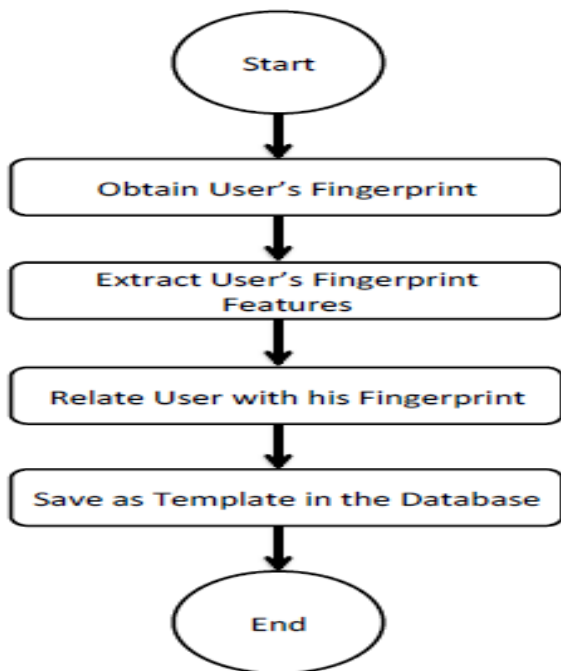 Start
Obtain User's Fingerprint
Extract User's Fingerprint
Features
Relate User with his Fingerprint
Save as Template in the Database
End